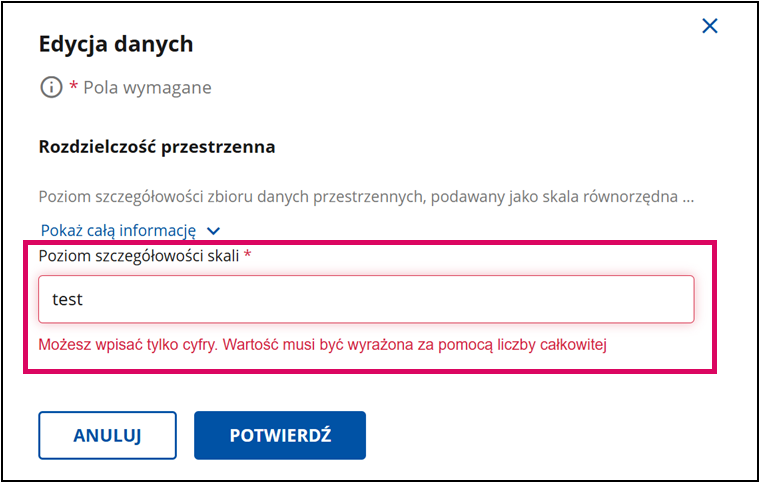 Edycja danych
* Pola wymagane
Rozdzielczość przestrzenna
Poziom szczegółowości zbioru danych przestrzennych, podawany jako skala równorzędna ...
Pokaż całą informację
Poziom szczegółowości skali *
test
Możesz wpisać tylko cyfry. Wartość musi być wyrażona za pomocą liczby całkowitej
ANULUJ POTWIERDŹ